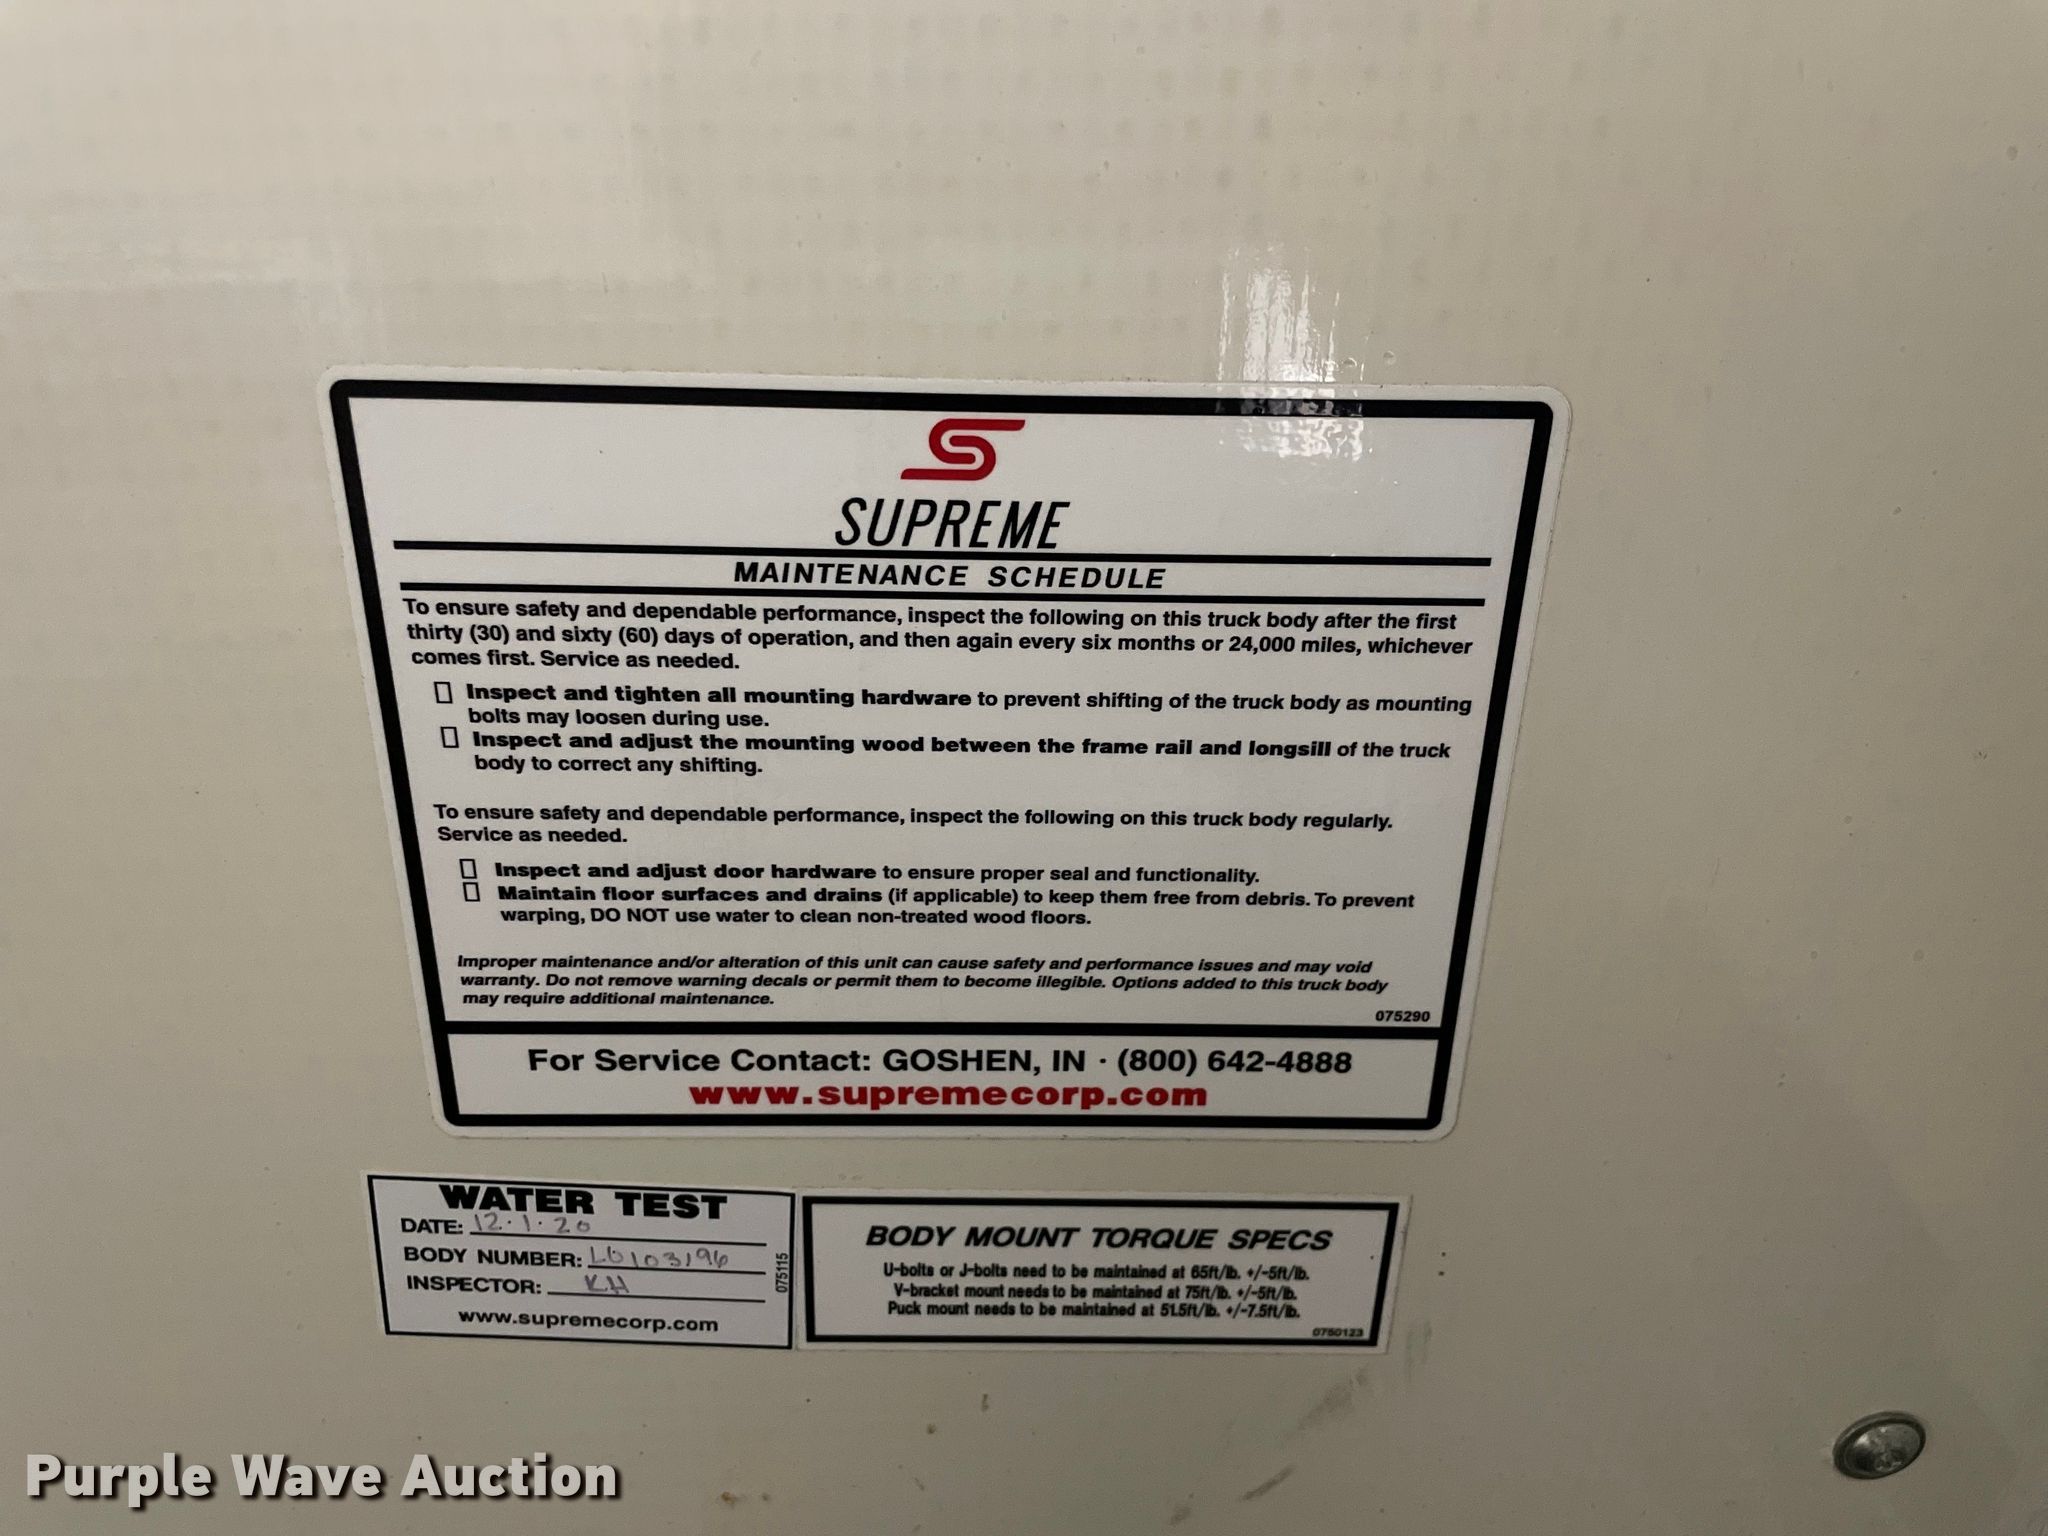 SUPREME
MAINTENANCE SCHEDULE
To ensure safety and dependable performance, inspect the following on this truck body after the first
thirty (30) and sixty (60) days of operation, and then again every six months or 24,000 miles, whichever
comes first. Service as needed.
Inspect and tighten all mounting hardware to prevent shifting of the truck body as mounting
bolts may loosen during use.
Inspect and adjust the mounting wood between the frame rail and longsill of the truck
body to correct any shifting.
To ensure safety and dependable performance, inspect the following on this truck body regularly.
Service as needed.
Inspect and adjust door hardware to ensure proper seal and functionality.
Maintain floor surfaces and drains (if applicable) to keep them free from debris. To prevent
warping, DO NOT use water to clean non-treated wood floors.
Improper maintenance and/or alteration of this unit can cause safety and performance issues and may void
warranty. Do not remove warning decals or permit them to become illegible. Options added to this truck body
may require additional maintenance.
075290
For Service Contact: GOSHEN, IN · (800) 642-4888
www.supremecorp.com
WATER TEST
DATE: 12.1.20
BODY NUMBER:
INSPECTOR: KH
www.supremecorp.com
075115
BODY MOUNT TORQUE SPECS
U-bolts or J-bolts need to be maintained at 65ft/lb. +/-5ft/lb.
V-bracket mount needs to be maintained at 75ft/lb. +/-5ft/lb.
Puck mount needs to be maintained at 51.5ft/lb. +/-7.5ft/lb.
0750123
Purple Wave Auction